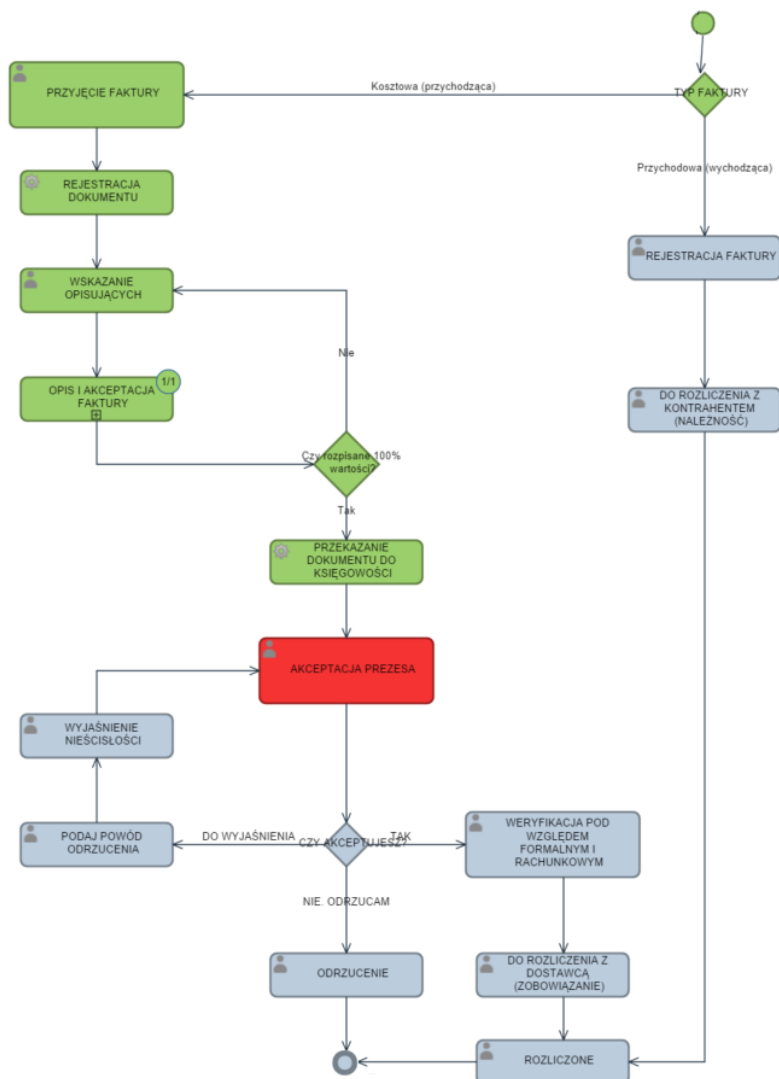 Kosztowa (przychodząca)
TYP FAKTURY
PRZYJĘCIE FAKTURY
Przychodowa (wychodząca)
REJESTRACJA
DOKUMENTU
REJESTRACJA FAKTURY
WSKAZANIE
OPISUJĄCYCH
Nie
1/1
OPIS I AKCEPTACJA
FAKTURY
DO ROZLICZENIA Z
KONTRAHENTEM
(NALEŻNOŚĆ)
Czy rozpisane 100%
wartości?
Tak
PRZEKAZANIE
DOKUMENTU DO
KSIĘGOWOŚCI
AKCEPTACJA PREZESA
WYJAŚNIENIE
NIEŚCISŁOŚCI
PODAJ POWÓD
ODRZUCENIA
DO WYJAŚNIENIA
CZY AKCEPTUJESZ?
TAK
WERYFIKACJA POD
WZGLĘDEM
FORMALNYM I
RACHUNKOWYM
NIE. ODRZUCAM
ODRZUCENIE
DO ROZLICZENIA Z
DOSTAWCĄ
(ZOBOWIĄZANIE)
ROZLICZONE